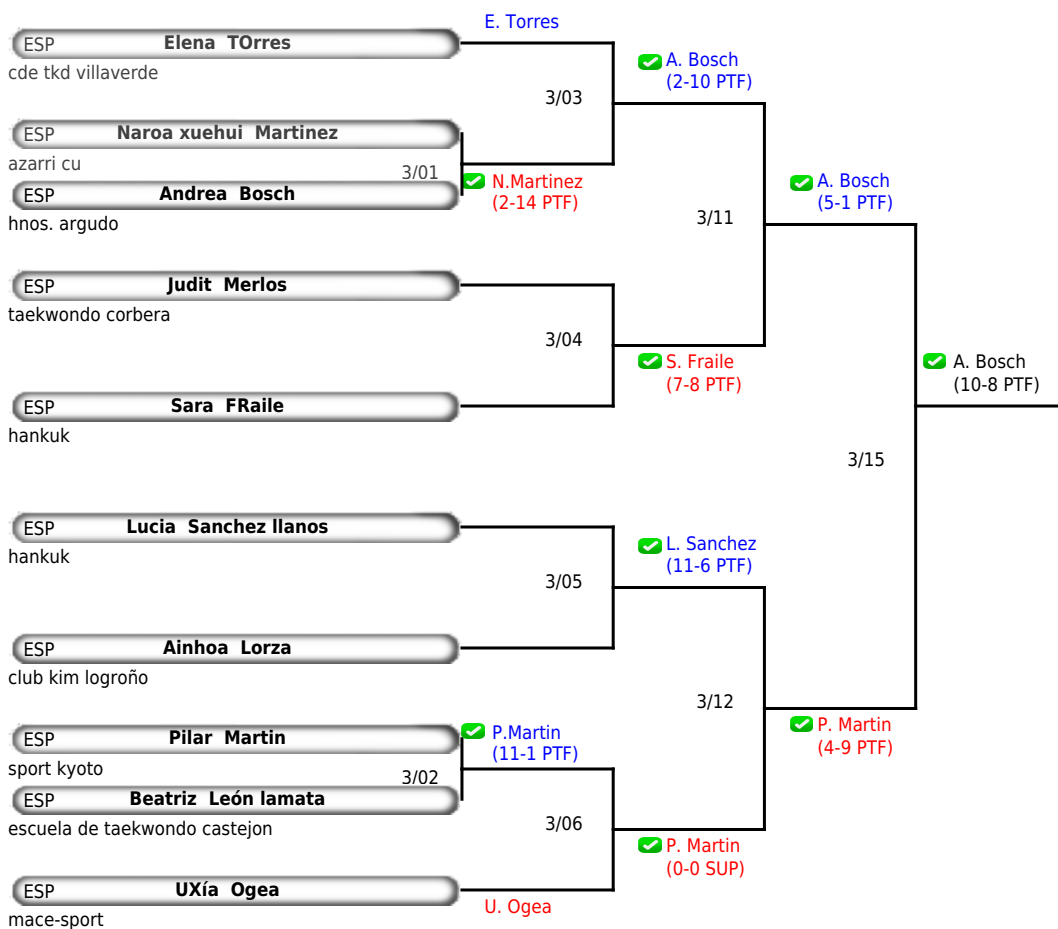 E. Torres
ESP Elena TOrres
cde tkd villaverde
A. Bosch
(2-10 PTF)
3/03
ESP Naroa xuehui Martinez
azarri cu
3/01
N.Martinez
(2-14 PTF)
ESP Andrea Bosch
hnos. argudo
A. Bosch
(5-1 PTF)
3/11
ESP Judit Merlos
taekwondo corbera
3/04
S. Fraile
(7-8 PTF)
A. Bosch
(10-8 PTF)
ESP Sara FRaile
hankuk
3/15
ESP Lucia Sanchez llanos
hankuk
L. Sanchez
(11-6 PTF)
3/05
ESP Ainhoa Lorza
club kim logroño
3/12
P. Martin
(4-9 PTF)
ESP Pilar Martin
sport kyoto
P.Martin
(11-1 PTF)
3/02
ESP Beatriz León lamata
escuela de taekwondo castejon
3/06
P. Martin
(0-0 SUP)
ESP UXía Ogea
mace-sport
U. Ogea